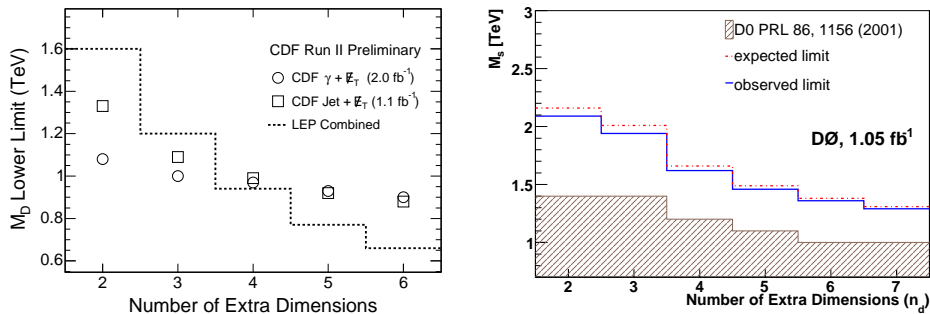 M_D Lower Limit (TeV)
1.6
1.4
1.2
1
0.8
0.6
CDF Run II Preliminary
CDF γ + E̸_T (2.0 fb⁻¹)
CDF Jet + E̸_T (1.1 fb⁻¹)
LEP Combined
2 3 4 5 6
Number of Extra Dimensions
M_s [TeV]
3
2.5
2
1.5
1
D0 PRL 86, 1156 (2001)
expected limit
observed limit
DØ, 1.05 fb⁻¹
2 3 4 5 6 7
Number of Extra Dimensions (n_d)